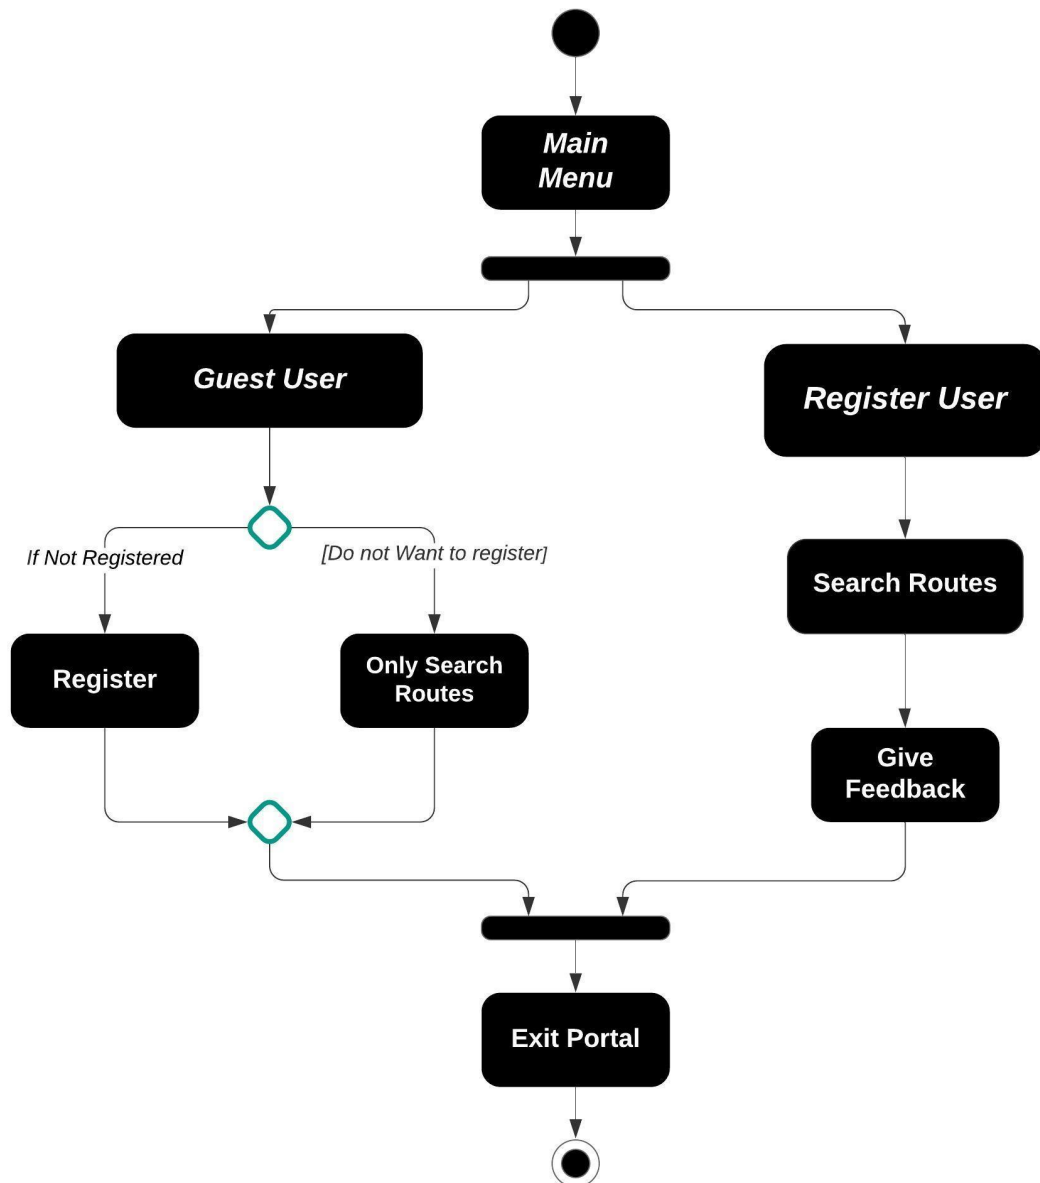 Main
Menu
Guest User
Register User
If Not Registered
[Do not Want to register]
Search Routes
Register
Only Search
Routes
Give
Feedback
Exit Portal